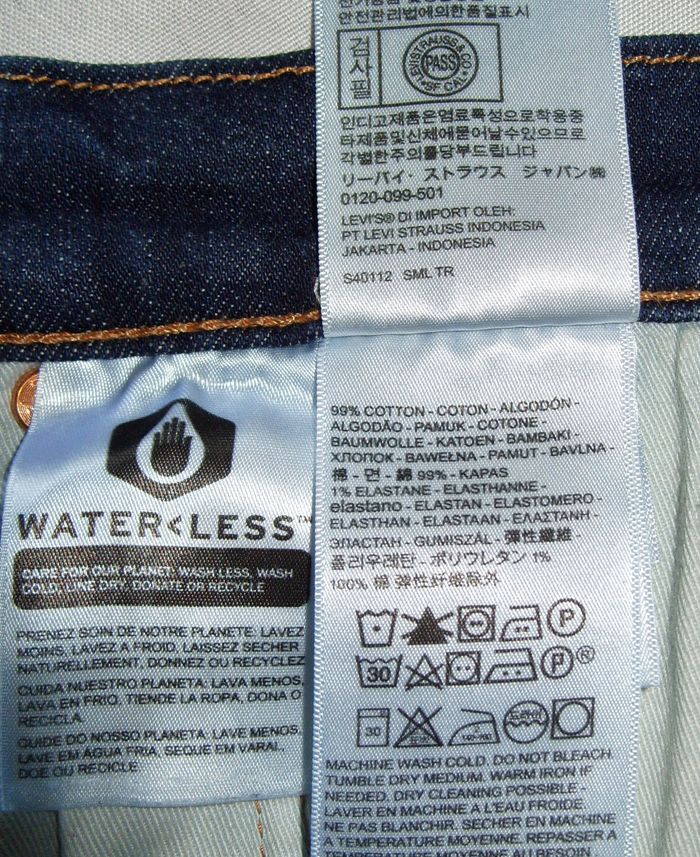 안전관리법에의한품질표시
검사필
LEVI STRAUSS & CO
PASS
SF CAL
인디고제품은염료특성으로착용중
타제품및신체에묻어날수있으므로
각별한주의를당부드립니다
リーバイ・ストラウス ジャパン㈱
0120-099-501
LEVI'S® DI IMPORT OLEH:
PT LEVI STRAUSS INDONESIA
JAKARTA - INDONESIA
S40112 SML TR
WATER<LESS™
CARE FOR OUR PLANET: WASH LESS, WASH
COLD, LINE DRY, DONATE OR RECYCLE
PRENEZ SOIN DE NOTRE PLANETE: LAVEZ
MOINS, LAVEZ A FROID, LAISSEZ SECHER
NATURELLEMENT, DONNEZ OU RECYCLEZ
CUIDA NUESTRO PLANETA: LAVA MENOS,
LAVA EN FRIO, TIENDE LA ROPA, DONA O
RECICLA.
CUIDE DO NOSSO PLANETA: LAVE MENOS,
LAVE EM ÁGUA FRIA, SEQUE EM VARAL,
DOE OU RECICLE
99% COTTON - COTON - ALGODÓN -
ALGODÃO - PAMUK - COTONE -
BAUMWOLLE - KATOEN - BAMBAKI -
ХЛОПОК - BAWEŁNA - PAMUT - BAVLNA -
棉 - 면 - 綿 99% - KAPAS
1% ELASTANE - ELASTHANNE -
elastano - ELASTAN - ELASTOMERO -
ELASTHAN - ELASTAAN - ΕΛΑΣΤΑΝΗ -
ЭЛАСТАН - GUMISZÁL - 彈性纖維 -
폴리우레탄 - ポリウレタン 1%
100% 棉 弹性纤维除外
P
30 P®
30
MACHINE WASH COLD. DO NOT BLEACH
TUMBLE DRY MEDIUM. WARM IRON IF
NEEDED. DRY CLEANING POSSIBLE -
LAVER EN MACHINE A L'EAU FROIDE
NE PAS BLANCHIR. SECHER EN MACHINE
A TEMPERATURE MOYENNE. REPASSER A
TEMPERATURE MOYENNE AU BESOIN